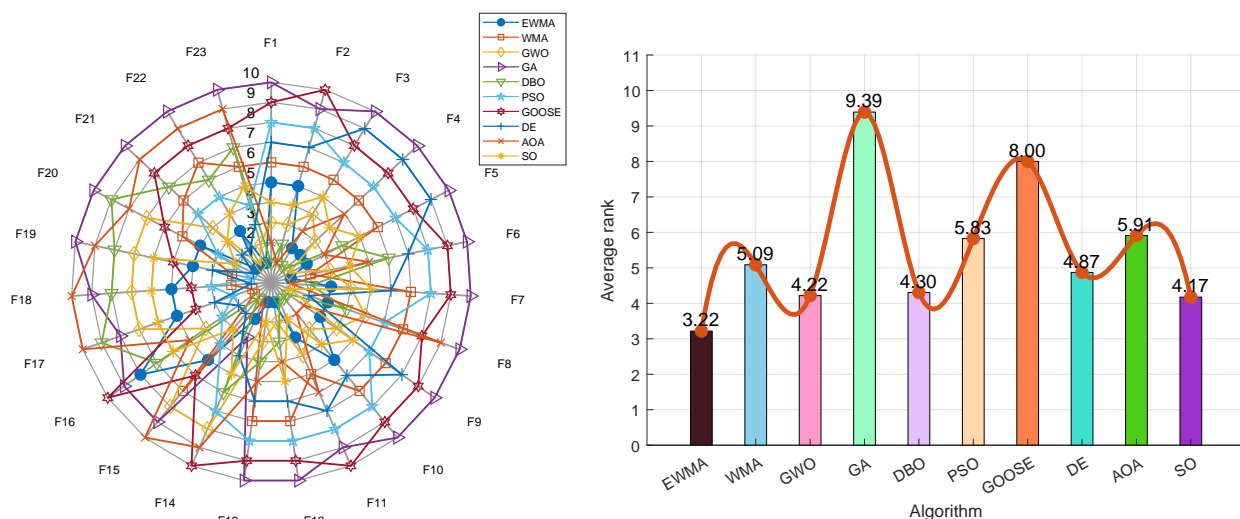 F1
F2
F3
F4
F5
F6
F7
F8
F9
F10
F11
F14
F15
F16
F17
F18
F19
F20
F21
F22
F23
10
9
8
7
6
5
3
2
EWMA
WMA
GWO
GA
DBO
PSO
GOOSE
DE
AOA
SO
Average rank
11
10
9
8
7
6
5
4
3
2
1
0
3.22
5.09
4.22
9.39
4.30
5.83
8.00
4.87
5.91
4.17
EWMA
WMA
GWO
GA
DBO
PSO
GOOSE
DE
AOA
SO
Algorithm